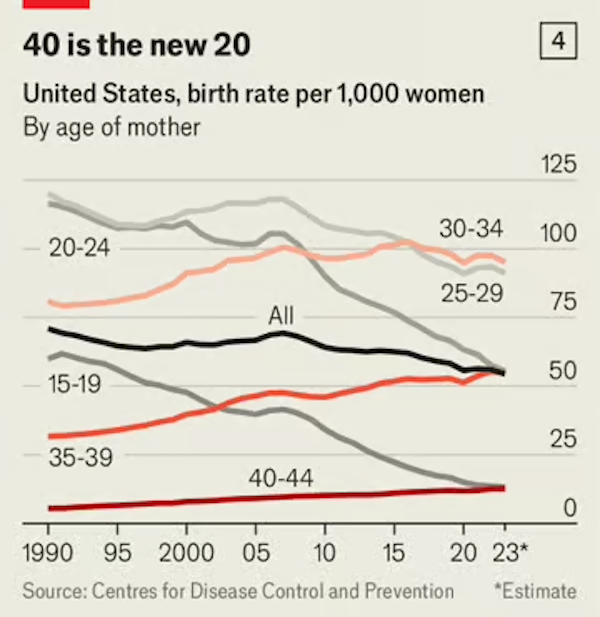 40 is the new 20
4
United States, birth rate per 1,000 women
By age of mother
125
30-34
100
20-24
25-29
75
All
50
15-19
25
35-39
40-44
0
1990 95 2000 05 10 15 20 23*
Source: Centres for Disease Control and Prevention *Estimate